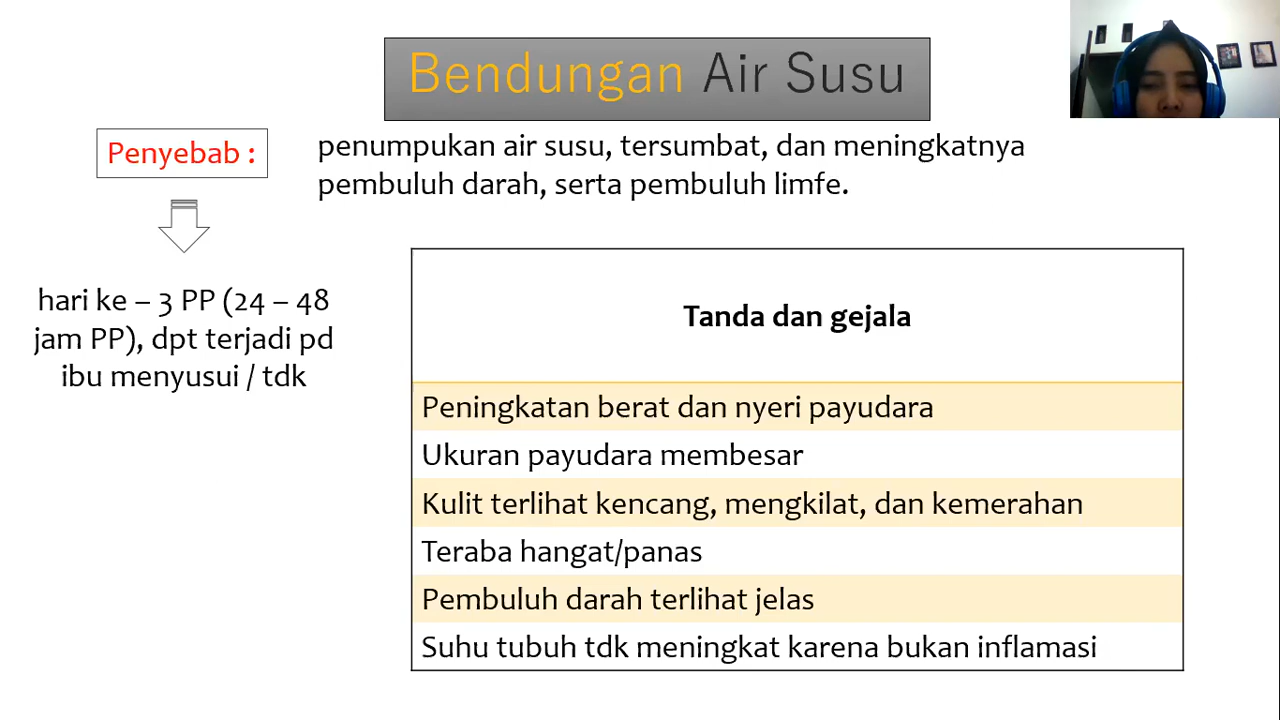 Bendungan Air Susu
Penyebab :
penumpukan air susu, tersumbat, dan meningkatnya
pembuluh darah, serta pembuluh limfe.
hari ke – 3 PP (24 – 48
jam PP), dpt terjadi pd
ibu menyusui / tdk
Tanda dan gejala
Peningkatan berat dan nyeri payudara
Ukuran payudara membesar
Kulit terlihat kencang, mengkilat, dan kemerahan
Teraba hangat/panas
Pembuluh darah terlihat jelas
Suhu tubuh tdk meningkat karena bukan inflamasi